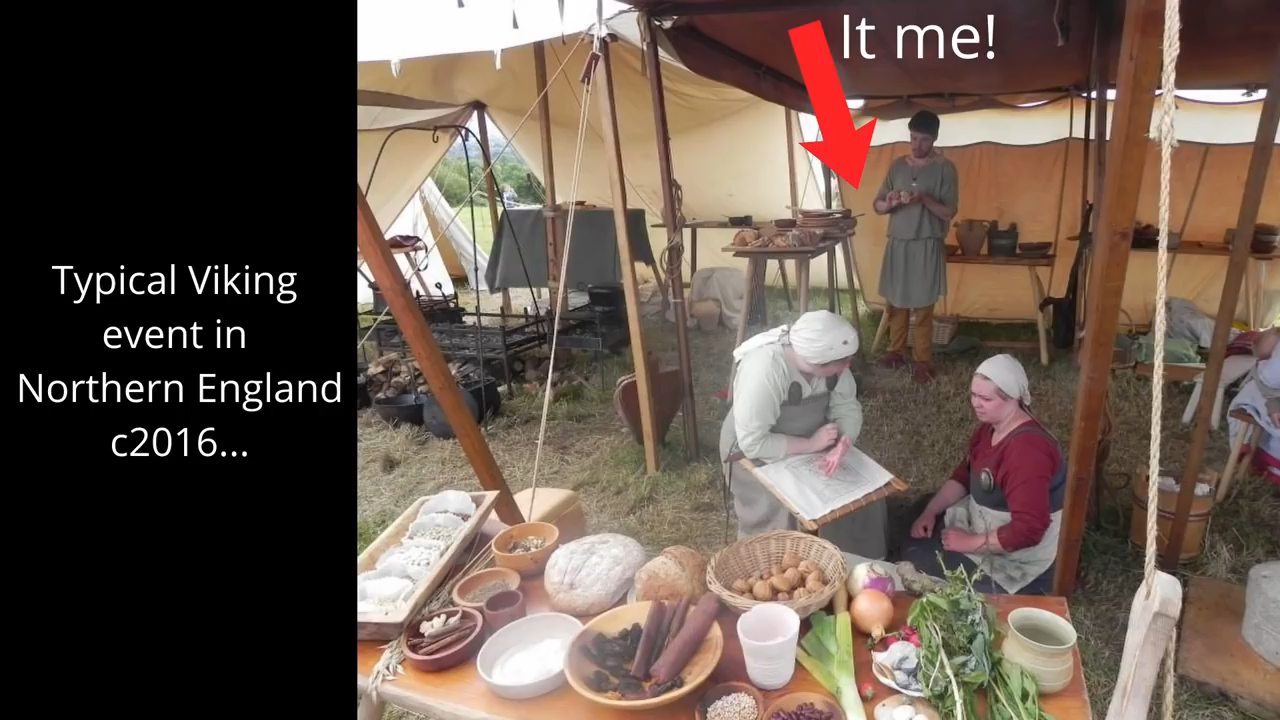 Typical Viking
event in
Northern England
c2016...
It me!